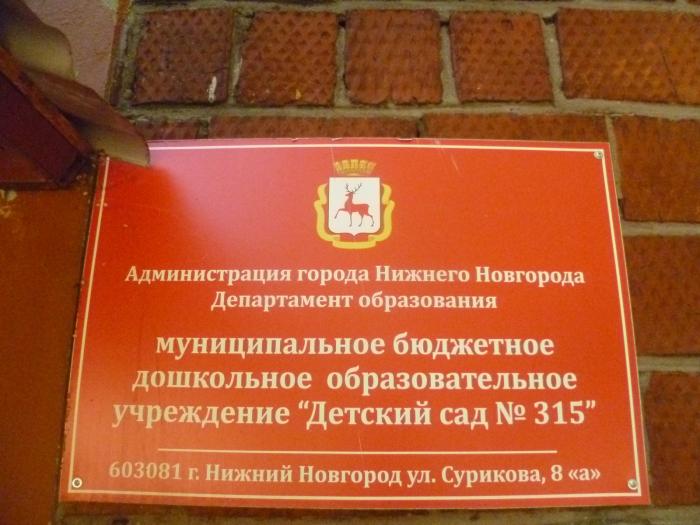 Администрация города Нижнего Новгорода
Департамент образования
муниципальное бюджетное
дошкольное образовательное
учреждение “Детский сад № 315”
603081 г. Нижний Новгород ул. Сурикова, 8 «а»